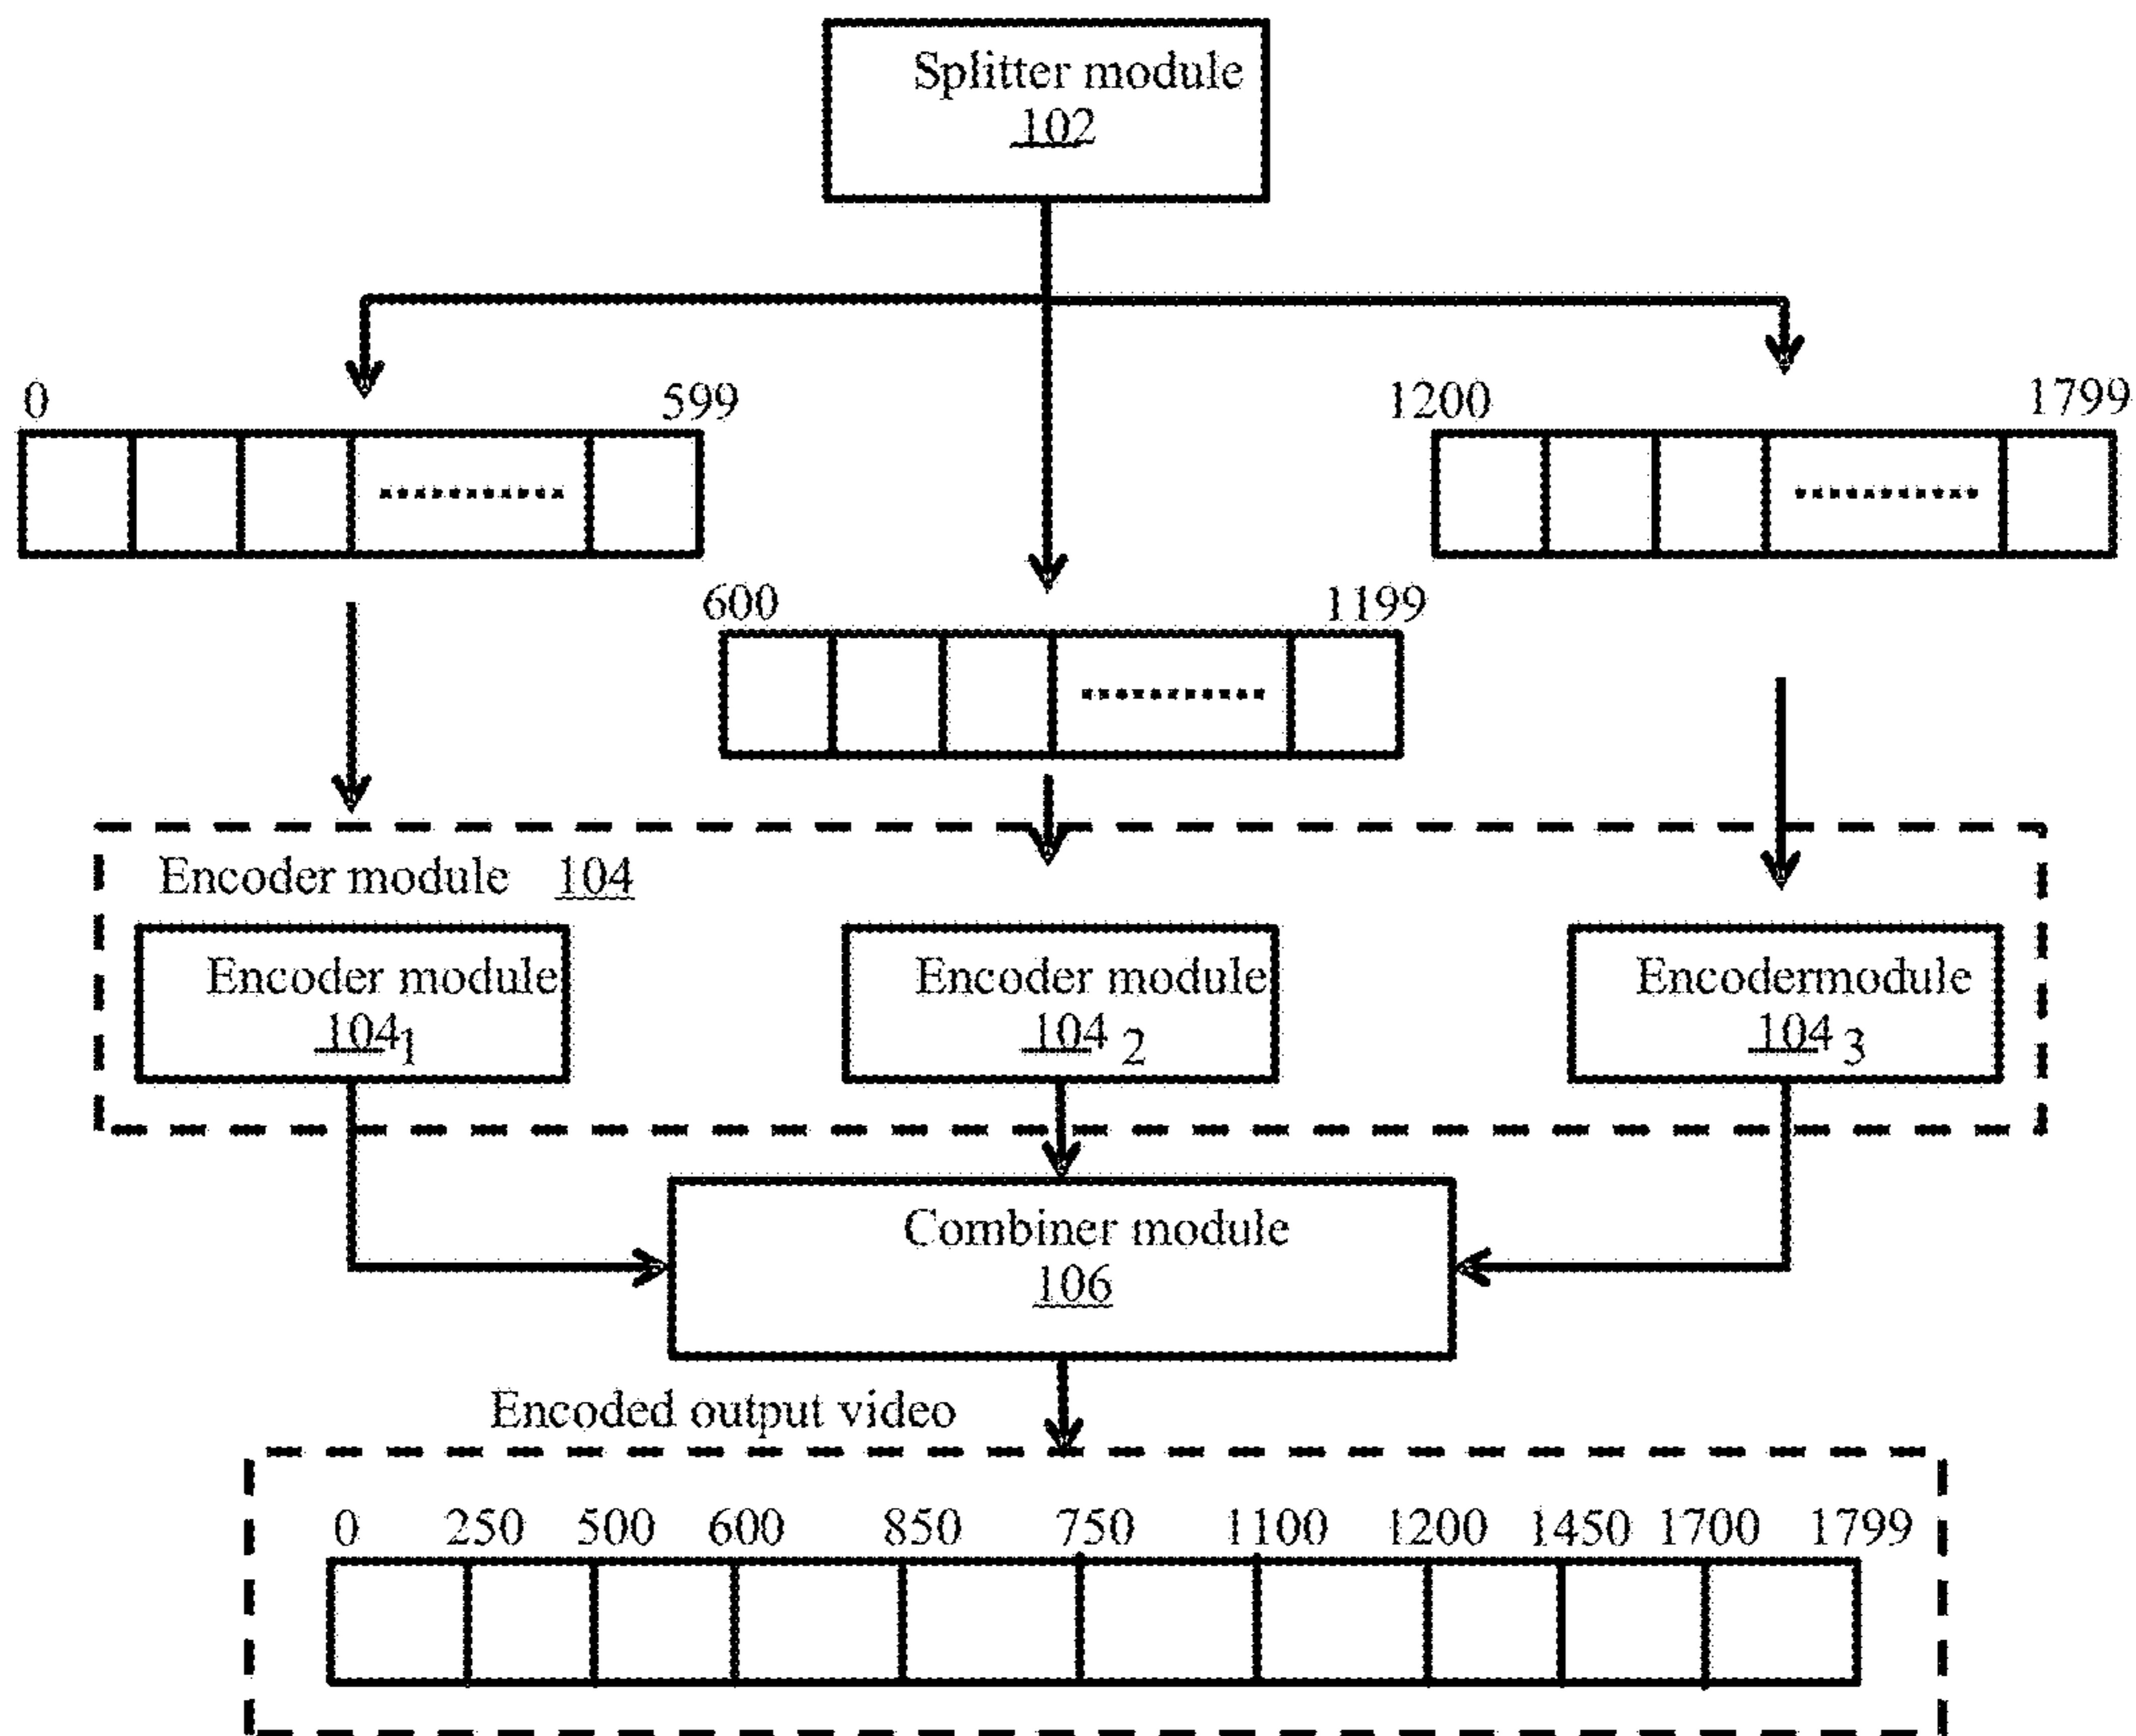 Splitter module
102
0 599
1200 1799
600 1199
Encoder module 104
Encoder module
104 1
Encoder module
104 2
Encodermodule
104 3
Combiner module
106
Encoded output video
0 250 500 600 850 750 1100 1200 1450 1700 1799